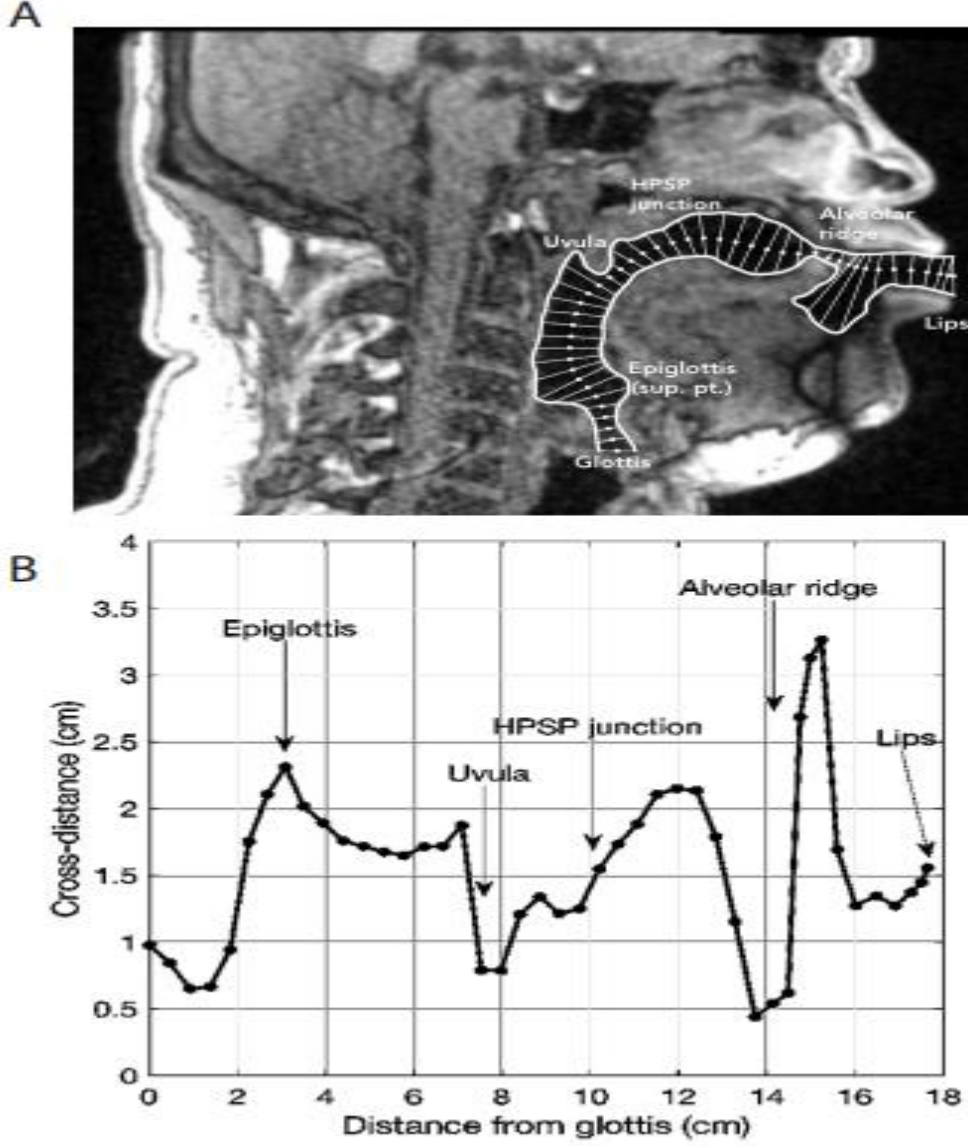 A
HPSP
junction
Alveolar
ridge
Uvula
Lips
Epiglottis
(sup. pt.)
Glottis
B
4
3.5
3
2.5
2
1.5
1
0.5
0
Cross-distance (cm)
Epiglottis
Uvula
HPSP junction
Alveolar ridge
Lips
0 2 4 6 8 10 12 14 16 18
Distance from glottis (cm)